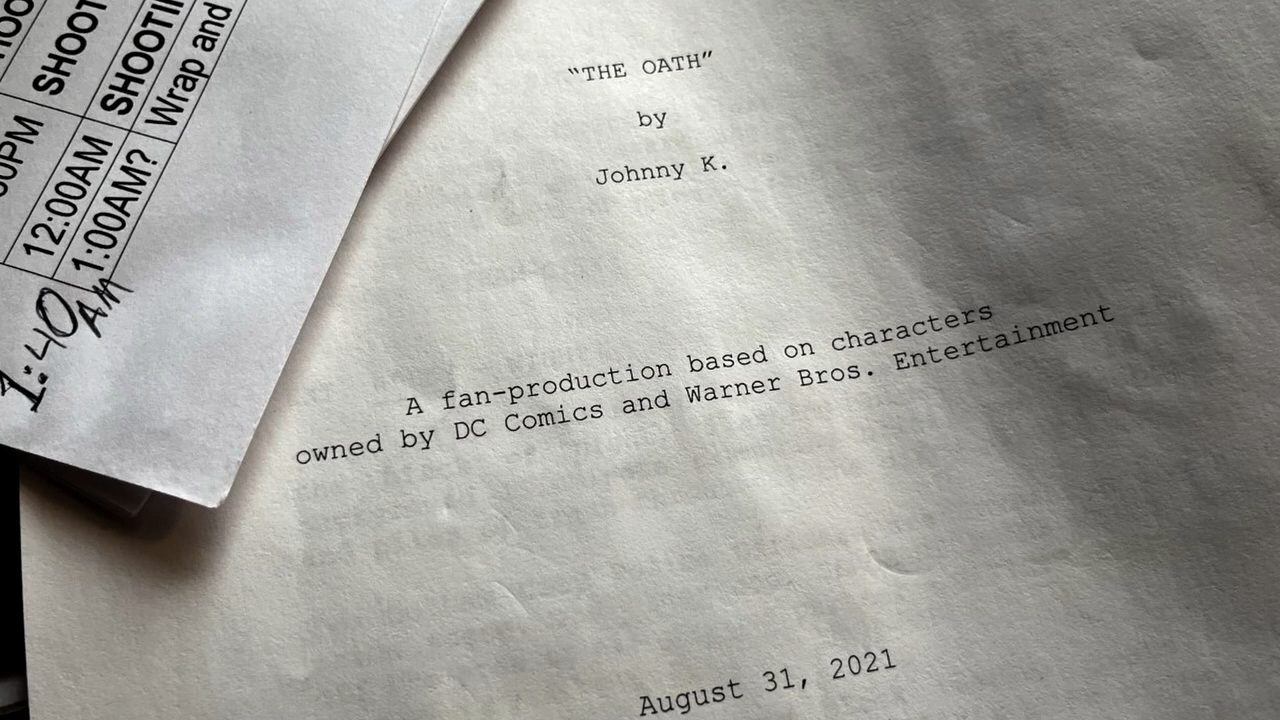 SHOOT
00PM
12:00AM SHOOTI
1:00AM? Wrap and
1:40
AM
“THE OATH”
by
Johnny K.
A fan-production based on characters
owned by DC Comics and Warner Bros. Entertainment
August 31, 2021